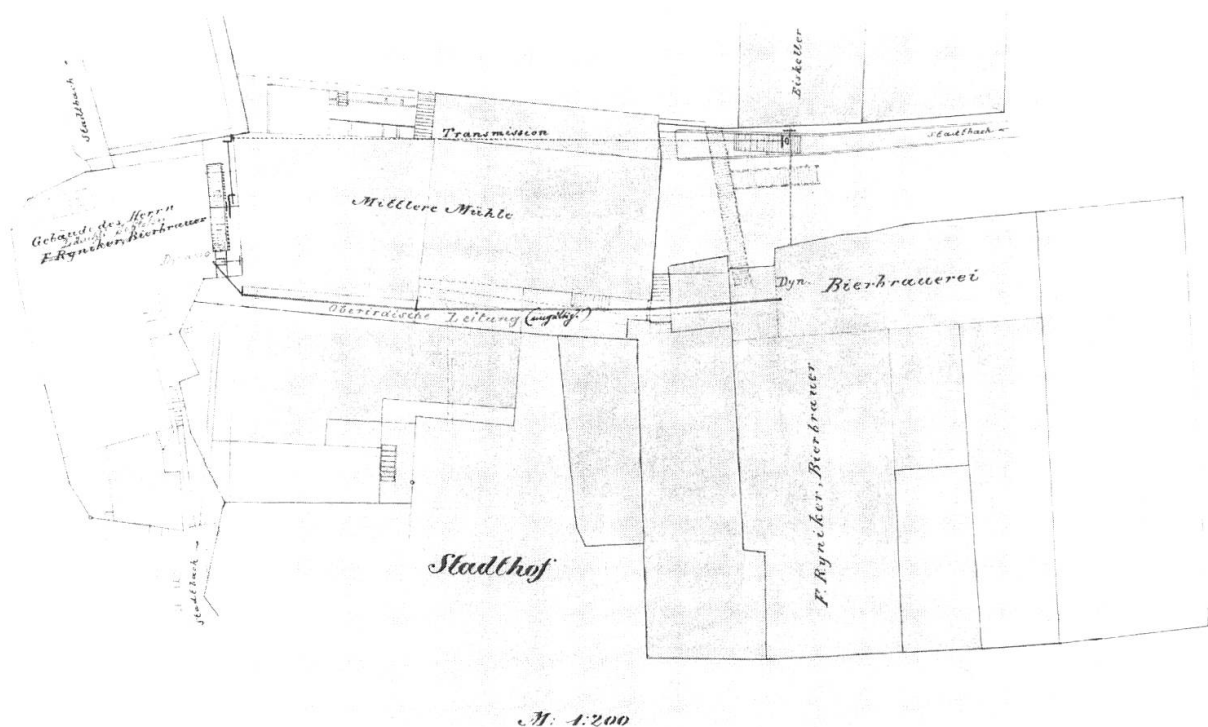 Stadtbach
Eiskeller
Transmission
Stadtbach
Mittlere Mühle
Gebäude des Herrn
F. Ryniker, Bierbrauer
Dynamo
Dyn.
Bierbrauerei
Oberirdische Leitung
F. Ryniker, Bierbrauer
Stadthof
Stadtbach
M: 1:200